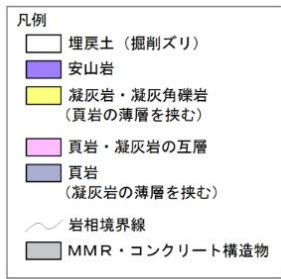 凡例
埋戻土（掘削ズリ）
安山岩
凝灰岩・凝灰角礫岩
（頁岩の薄層を挟む）
頁岩・凝灰岩の互層
頁岩
（凝灰岩の薄層を挟む）
岩相境界線
MMR・コンクリート構造物